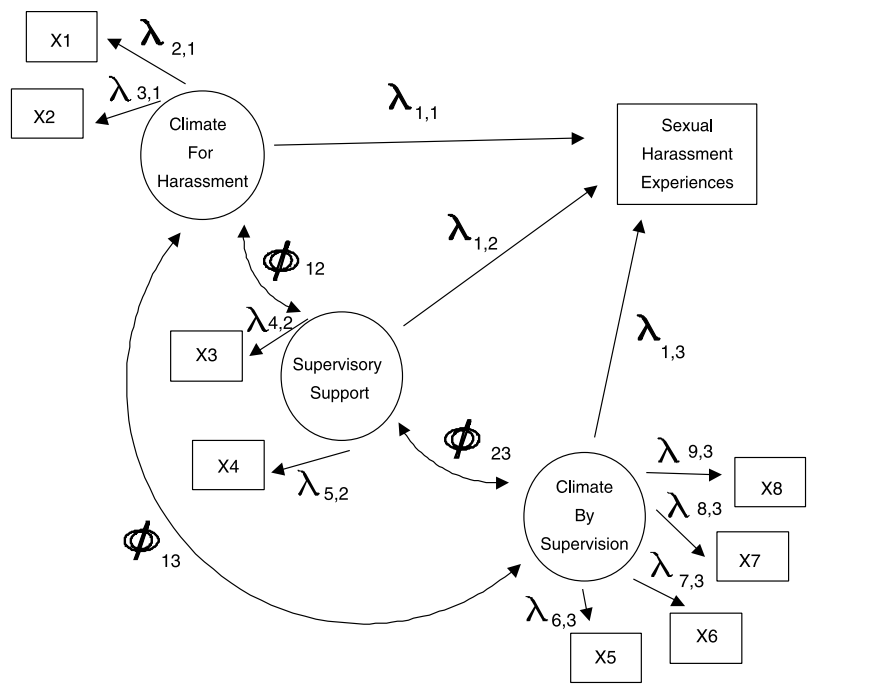 X1
λ 2,1
λ 3,1
X2
Climate
For
Harassment
λ 1,1
Sexual
Harassment
Experiences
λ 1,2
ϕ 12
λ 4,2
X3
Supervisory
Support
λ 1,3
X4
λ 5,2
ϕ 23
λ 9,3
X8
Climate
By
Supervision
λ 8,3
X7
ϕ 13
λ 7,3
λ 6,3
X6
X5